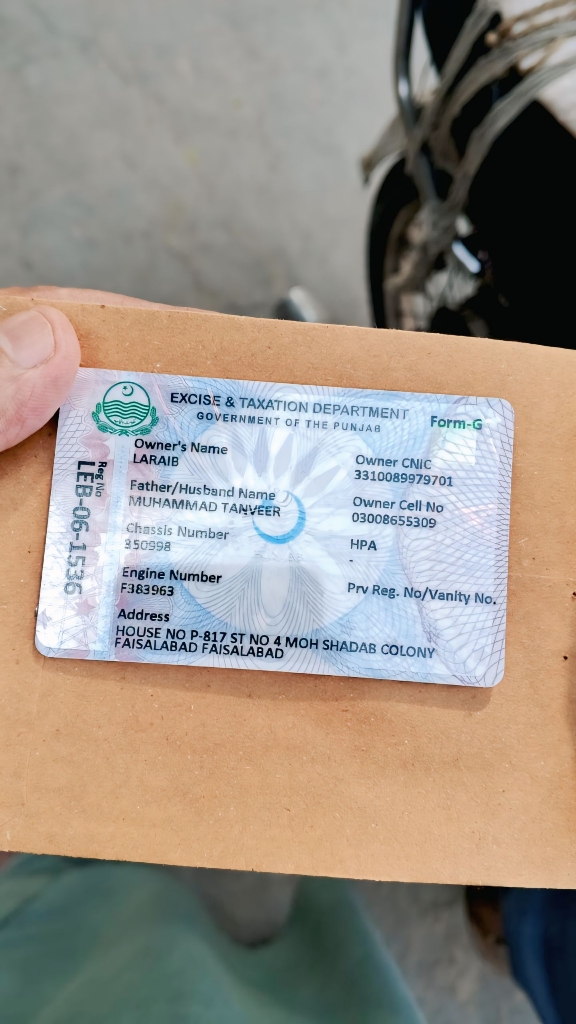 EXCISE & TAXATION DEPARTMENT
GOVERNMENT OF THE PUNJAB
Form-G
Reg No
LEB-06-1536
Owner's Name
LARAIB
Father/Husband Name
MUHAMMAD TANVEER
Chassis Number
350998
Engine Number
F383963
Address
HOUSE NO P-817 ST NO 4 MOH SHADAB COLONY
FAISALABAD FAISALABAD
Owner CNIC
3310089979701
Owner Cell No
03008655309
HPA
-
Prv Reg. No/Vanity No.